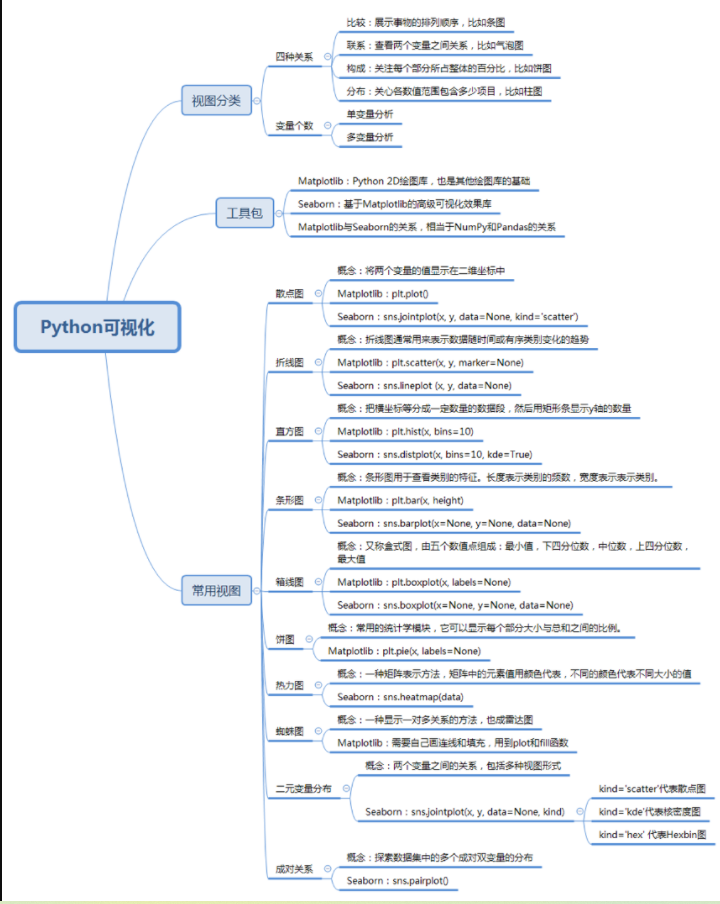 Python可视化
视图分类
四种关系
比较：展示事物的排列顺序，比如条图
联系：查看两个变量之间关系，比如气泡图
构成：关注每个部分所占整体的百分比，比如饼图
分布：关心各数值范围包含多少项目，比如柱图
变量个数
单变量分析
多变量分析
工具包
Matplotlib：Python 2D绘图库，也是其他绘图库的基础
Seaborn：基于Matplotlib的高级可视化效果库
Matplotlib与Seaborn的关系，相当于NumPy和Pandas的关系
常用视图
散点图
概念：将两个变量的值显示在二维坐标中
Matplotlib：plt.plot()
Seaborn：sns.jointplot(x, y, data=None, kind='scatter')
折线图
概念：折线图通常用来表示数据随时间或有序类别变化的趋势
Matplotlib：plt.scatter(x, y, marker=None)
Seaborn：sns.lineplot (x, y, data=None)
直方图
概念：把横坐标等分成一定数量的数据段，然后用矩形条显示y轴的数量
Matplotlib：plt.hist(x, bins=10)
Seaborn：sns.distplot(x, bins=10, kde=True)
条形图
概念：条形图用于查看类别的特征。长度表示类别的频数，宽度表示表示类别。
Matplotlib：plt.bar(x, height)
Seaborn：sns.barplot(x=None, y=None, data=None)
箱线图
概念：又称盒式图，由五个数值点组成：最小值，下四分位数，中位数，上四分位数，
最大值
Matplotlib：plt.boxplot(x, labels=None)
Seaborn：sns.boxplot(x=None, y=None, data=None)
饼图
概念：常用的统计学模块，它可以显示每个部分大小与总和之间的比例。
Matplotlib：plt.pie(x, labels=None)
热力图
概念：一种矩阵表示方法，矩阵中的元素值用颜色代表，不同的颜色代表不同大小的值
Seaborn：sns.heatmap(data)
蜘蛛图
概念：一种显示一对多关系的方法，也成雷达图
Matplotlib：需要自己画连线和填充，用到plot和fill函数
二元变量分布
概念：两个变量之间的关系，包括多种视图形式
Seaborn：sns.jointplot(x, y, data=None, kind)
kind='scatter'代表散点图
kind='kde'代表核密度图
kind='hex' 代表Hexbin图
成对关系
概念：探索数据集中的多个成对双变量的分布
Seaborn：sns.pairplot()